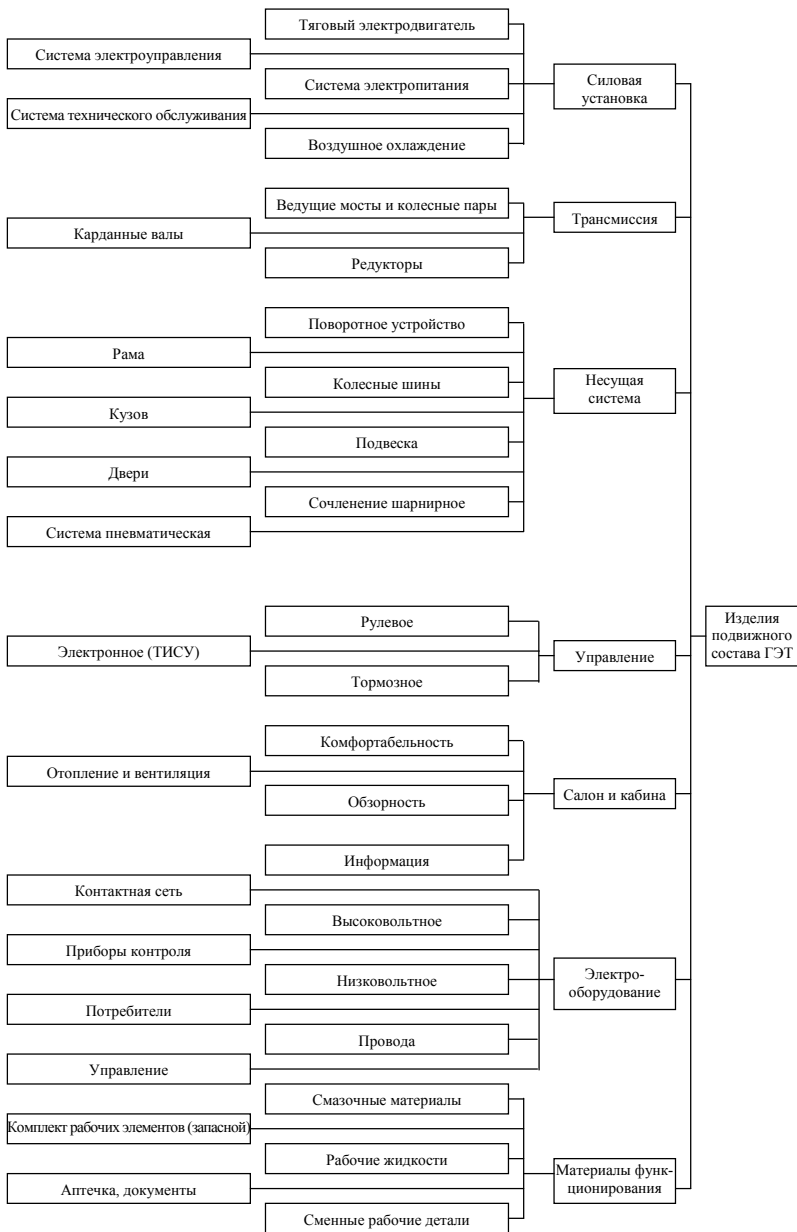 Тяговый электродвигатель
Система электроуправления
Система электропитания
Система технического обслуживания
Воздушное охлаждение
Силовая
установка
Ведущие мосты и колесные пары
Карданные валы
Редукторы
Трансмиссия
Поворотное устройство
Рама
Колесные шины
Кузов
Подвеска
Двери
Сочленение шарнирное
Система пневматическая
Несущая
система
Рулевое
Электронное (ТИСУ)
Тормозное
Управление
Изделия
подвижного
состава ГЭТ
Комфортабельность
Отопление и вентиляция
Обзорность
Информация
Салон и кабина
Контактная сеть
Высоковольтное
Приборы контроля
Низковольтное
Потребители
Провода
Управление
Электро-
оборудование
Смазочные материалы
Комплект рабочих элементов (запасной)
Рабочие жидкости
Аптечка, документы
Сменные рабочие детали
Материалы функ-
ционирования